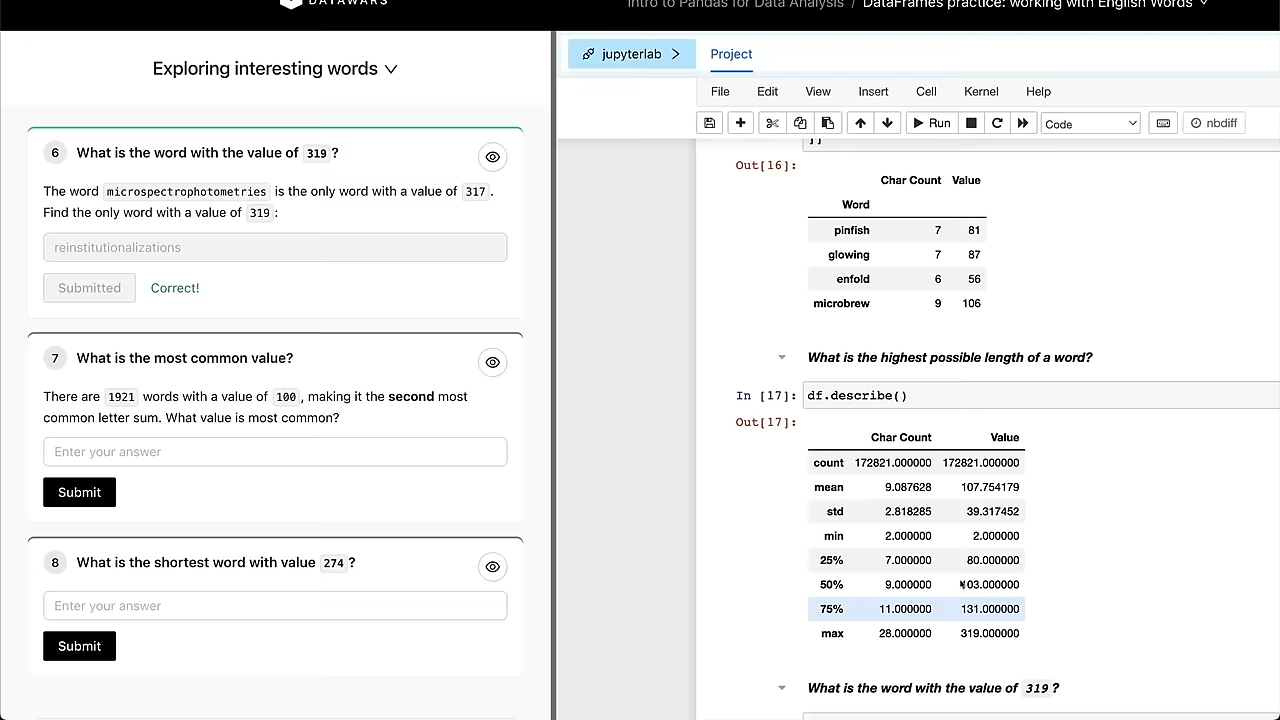 DATAWARS
Intro to Pandas for Data Analysis / DataFrames practice: working with English Words
Exploring interesting words
6 What is the word with the value of 319 ?
The word microspectrophotometries is the only word with a value of 317 .
Find the only word with a value of 319 :
reinstitutionalizations
Submitted Correct!
7 What is the most common value?
There are 1921 words with a value of 100 , making it the second most
common letter sum. What value is most common?
Enter your answer
Submit
8 What is the shortest word with value 274 ?
Enter your answer
Submit
jupyterlab Project
File Edit View Insert Cell Kernel Help
Run Code nbdiff
]]
Out[16]:
Char Count Value
Word
pinfish 7 81
glowing 7 87
enfold 6 56
microbrew 9 106
What is the highest possible length of a word?
In [17]: df.describe()
Out[17]:
Char Count Value
count 172821.000000 172821.000000
mean 9.087628 107.754179
std 2.818285 39.317452
min 2.000000 2.000000
25% 7.000000 80.000000
50% 9.000000 103.000000
75% 11.000000 131.000000
max 28.000000 319.000000
What is the word with the value of 319 ?